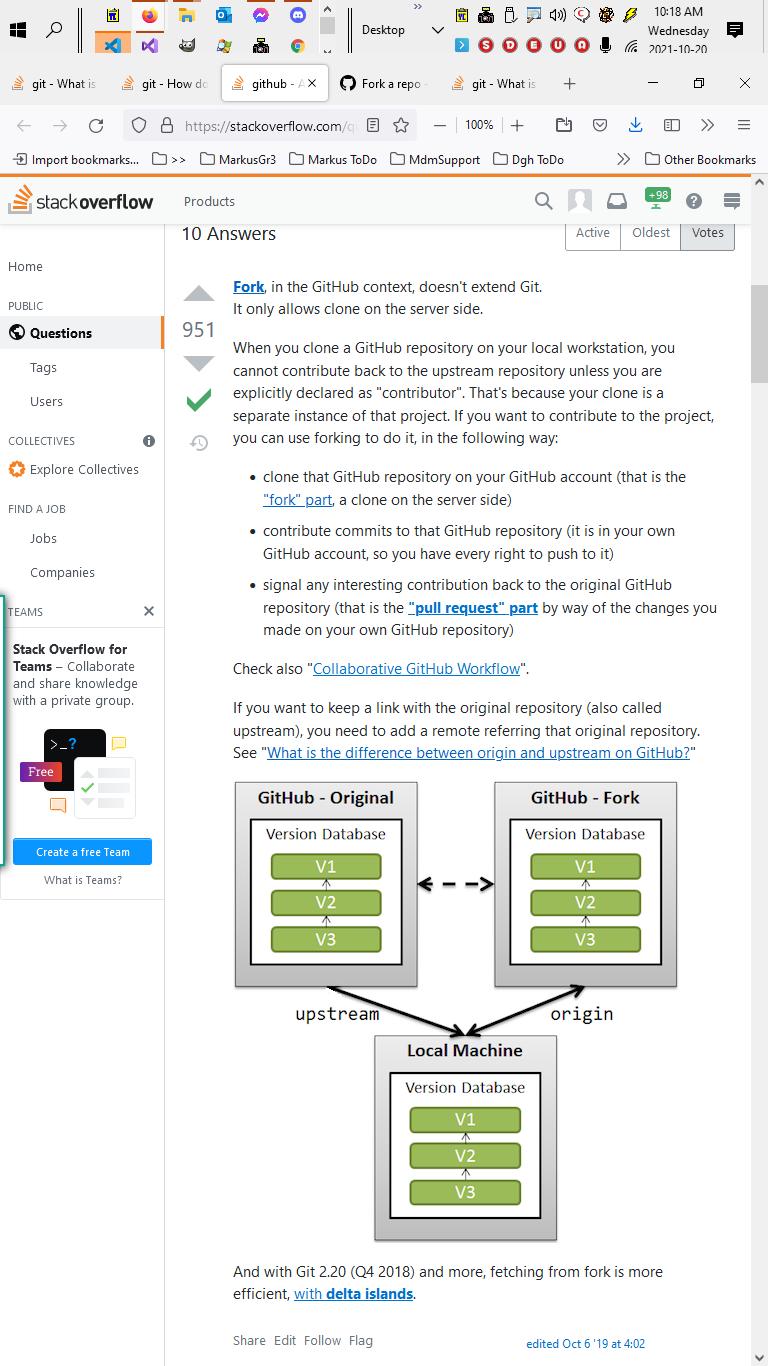 Desktop
10:18 AM
Wednesday
2021-10-20
S D E U A
git - What is
git - How do
github - A
Fork a repo -
git - What is
https://stackoverflow.com/q
100%
Import bookmarks...
>>
MarkusGr3
Markus ToDo
MdmSupport
Dgh ToDo
Other Bookmarks
stackoverflow
Products
+98
10 Answers
Active
Oldest
Votes
Home
PUBLIC
Questions
Tags
Users
COLLECTIVES
Explore Collectives
FIND A JOB
Jobs
Companies
TEAMS
Stack Overflow for
Teams – Collaborate
and share knowledge
with a private group.
>_?
Free
Create a free Team
What is Teams?
951
Fork, in the GitHub context, doesn't extend Git.
It only allows clone on the server side.
When you clone a GitHub repository on your local workstation, you
cannot contribute back to the upstream repository unless you are
explicitly declared as "contributor". That's because your clone is a
separate instance of that project. If you want to contribute to the project,
you can use forking to do it, in the following way:
• clone that GitHub repository on your GitHub account (that is the
"fork" part, a clone on the server side)
• contribute commits to that GitHub repository (it is in your own
GitHub account, so you have every right to push to it)
• signal any interesting contribution back to the original GitHub
repository (that is the "pull request" part by way of the changes you
made on your own GitHub repository)
Check also "Collaborative GitHub Workflow".
If you want to keep a link with the original repository (also called
upstream), you need to add a remote referring that original repository.
See "What is the difference between origin and upstream on GitHub?"
GitHub - Original
Version Database
V1
V2
V3
GitHub - Fork
Version Database
V1
V2
V3
upstream
origin
Local Machine
Version Database
V1
V2
V3
And with Git 2.20 (Q4 2018) and more, fetching from fork is more
efficient, with delta islands.
Share Edit Follow Flag
edited Oct 6 '19 at 4:02